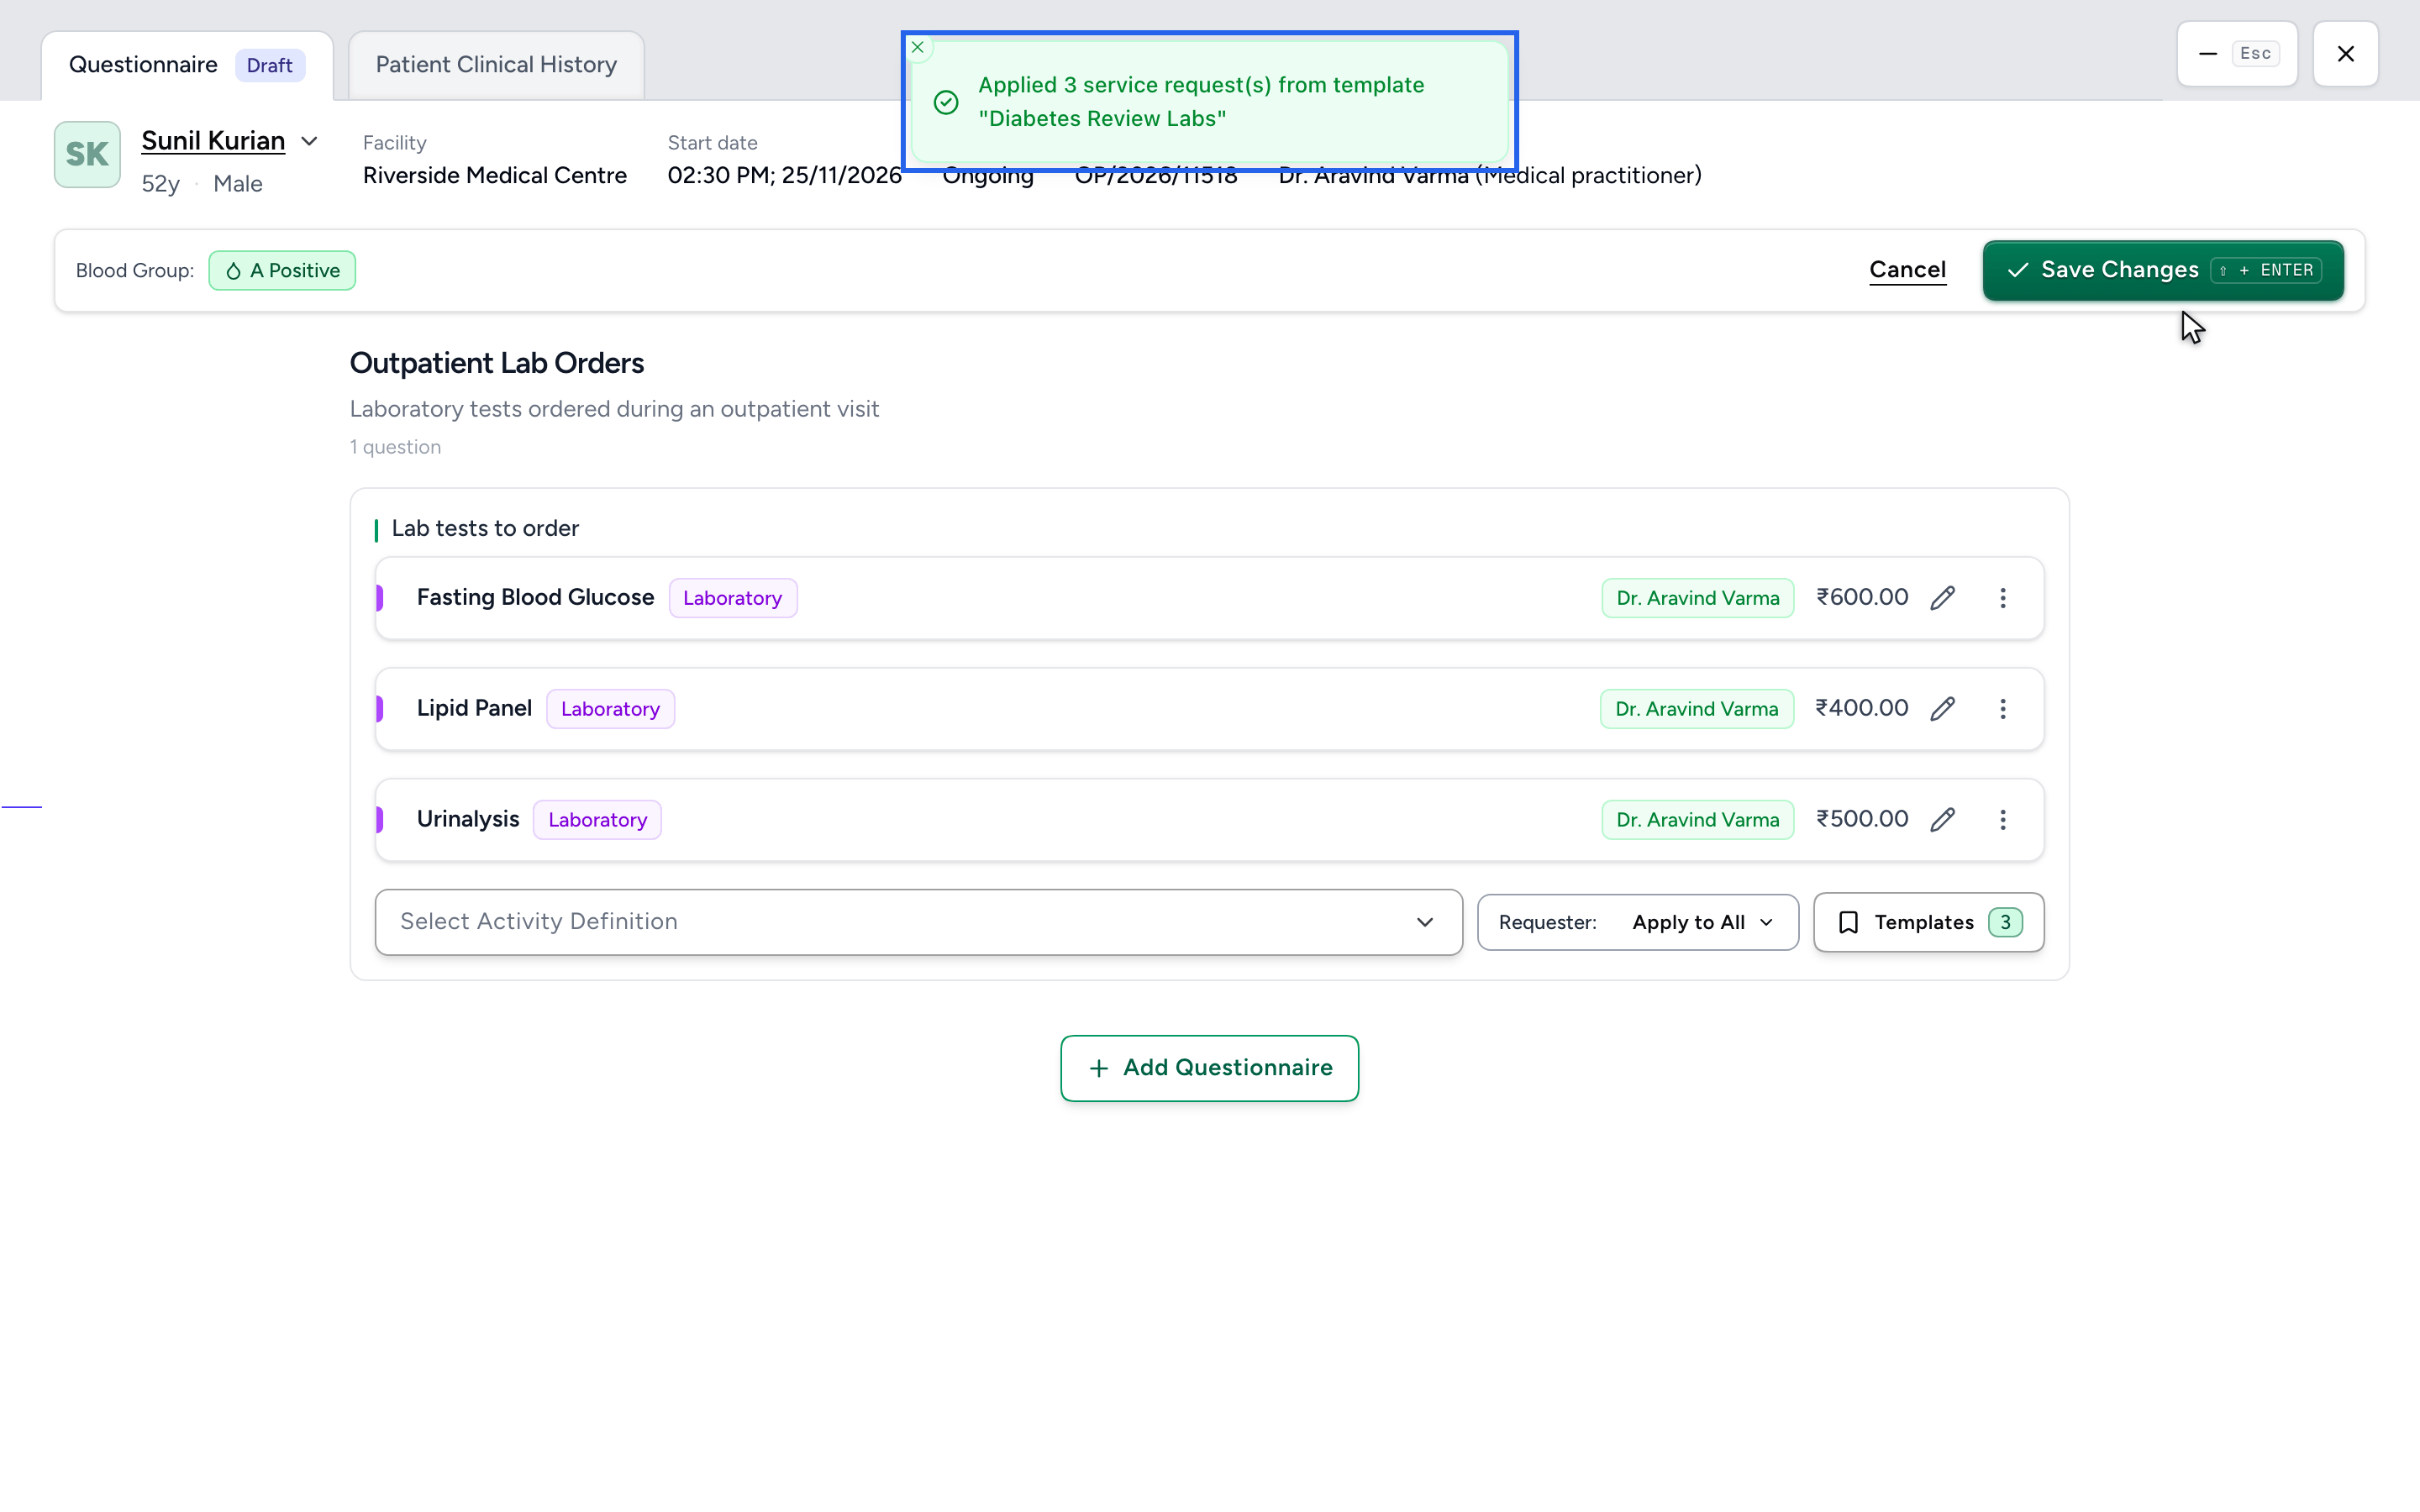 Questionnaire Draft
Patient Clinical History
Applied 3 service request(s) from template
"Diabetes Review Labs"
Esc
SK
Sunil Kurian
52y · Male
Facility
Riverside Medical Centre
Start date
02:30 PM; 25/11/2026
Ongoing
OP/2026/11518
Dr. Aravind Varma (Medical practitioner)
Blood Group: A Positive
Cancel
Save Changes ⇧ + ENTER
Outpatient Lab Orders
Laboratory tests ordered during an outpatient visit
1 question
Lab tests to order
Fasting Blood Glucose Laboratory Dr. Aravind Varma ₹600.00
Lipid Panel Laboratory Dr. Aravind Varma ₹400.00
Urinalysis Laboratory Dr. Aravind Varma ₹500.00
Select Activity Definition
Requester: Apply to All
Templates 3
+ Add Questionnaire